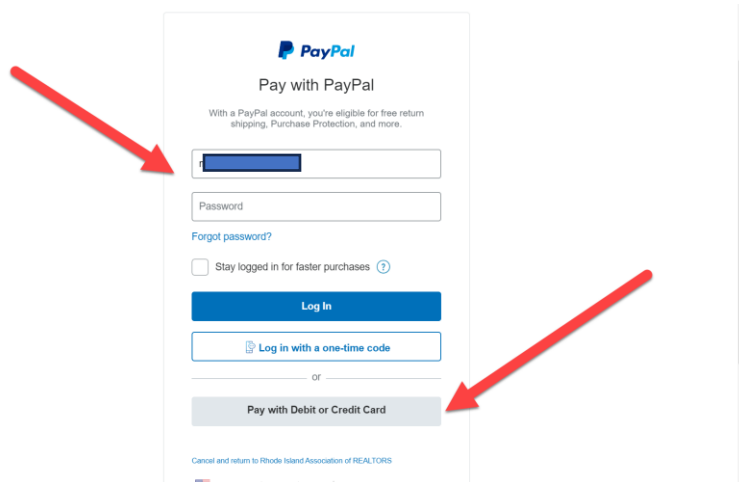 PayPal
Pay with PayPal
With a PayPal account, you're eligible for free return
shipping, Purchase Protection, and more.
r
Password
Forgot password?
Stay logged in for faster purchases ?
Log In
Log in with a one-time code
or
Pay with Debit or Credit Card
Cancel and return to Rhode Island Association of REALTORS